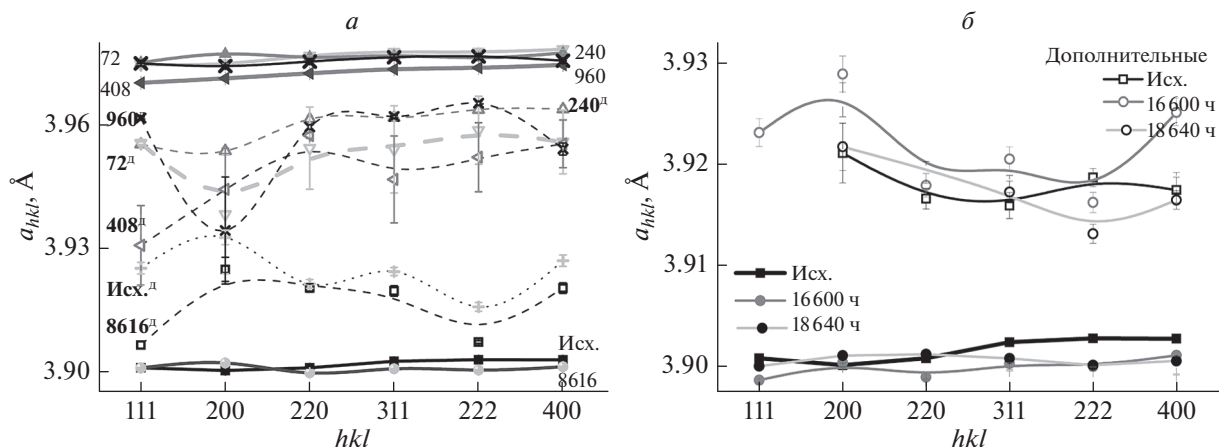 а
72
240
408
960
3.96
960
240д
72д
408д
3.93
Исх.д
8616д
Исх.
8616
3.90
111 200 220 311 222 400
hkl
ahkl, Å
б
3.93
Дополнительные
Исх.
16 600 ч
18 640 ч
3.92
3.91
Исх.
16 600 ч
18 640 ч
3.90
111 200 220 311 222 400
hkl
ahkl, Å